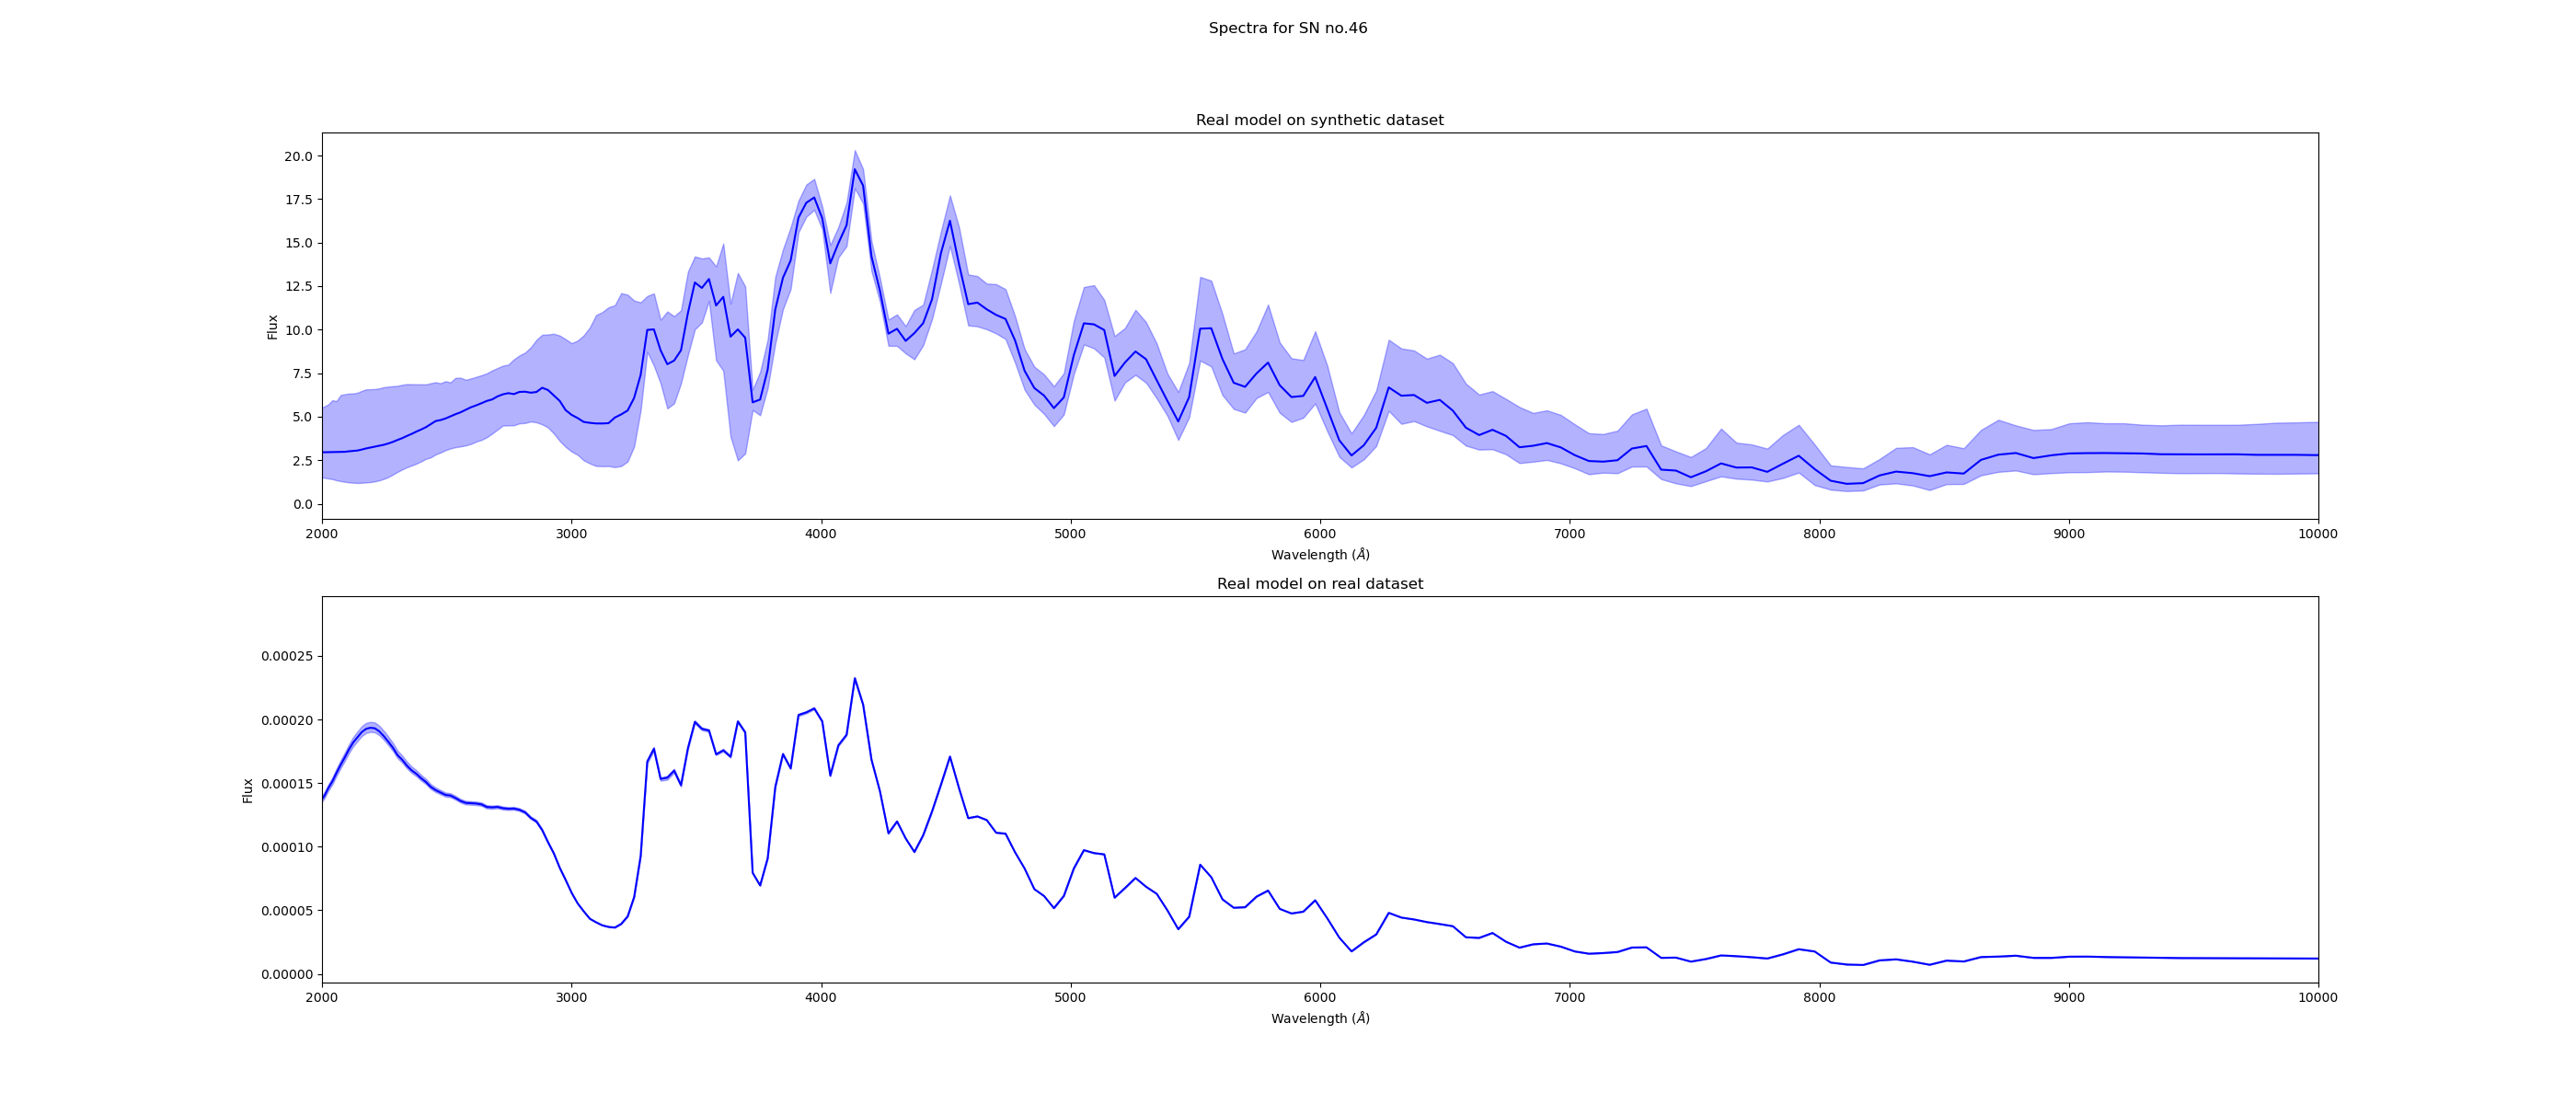 Spectra for SN no.46
Real model on synthetic dataset
20.0
17.5
15.0
12.5
10.0
7.5
5.0
2.5
0.0
Flux
2000 3000 4000 5000 6000 7000 8000 9000 10000
Wavelength (Å)
Real model on real dataset
0.00025
0.00020
0.00015
0.00010
0.00005
0.00000
Flux
2000 3000 4000 5000 6000 7000 8000 9000 10000
Wavelength (Å)